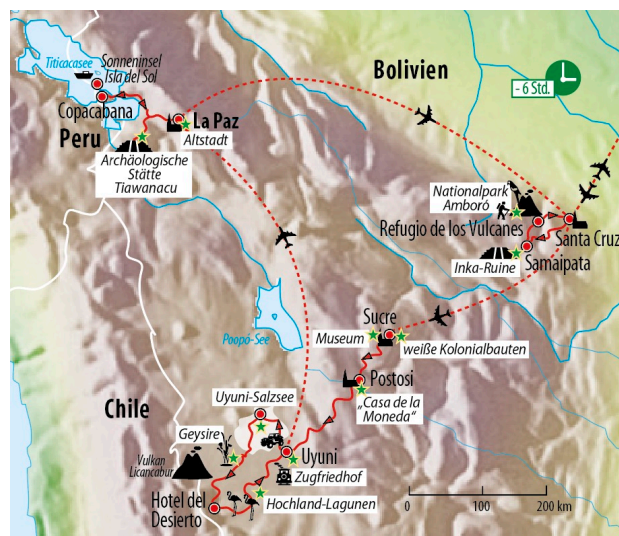 Titicacasee
Sonneninsel
Isla del Sol
Copacabana
Peru
La Paz
Altstadt
Archäologische
Stätte
Tiawanacu
Bolivien
- 6 Std.
Nationalpark
Amboró
Refugio de los Vulcanes
Santa Cruz
Samaipata
Inka-Ruine
Poopó-See
Sucre
Museum
weiße Kolonialbauten
Postosi
„Casa de la
Moneda“
Chile
Uyuni-Salzsee
Geysire
Vulkan
Licancabur
Uyuni
Zugfriedhof
Hochland-Lagunen
Hotel del
Desierto
0 100 200 km